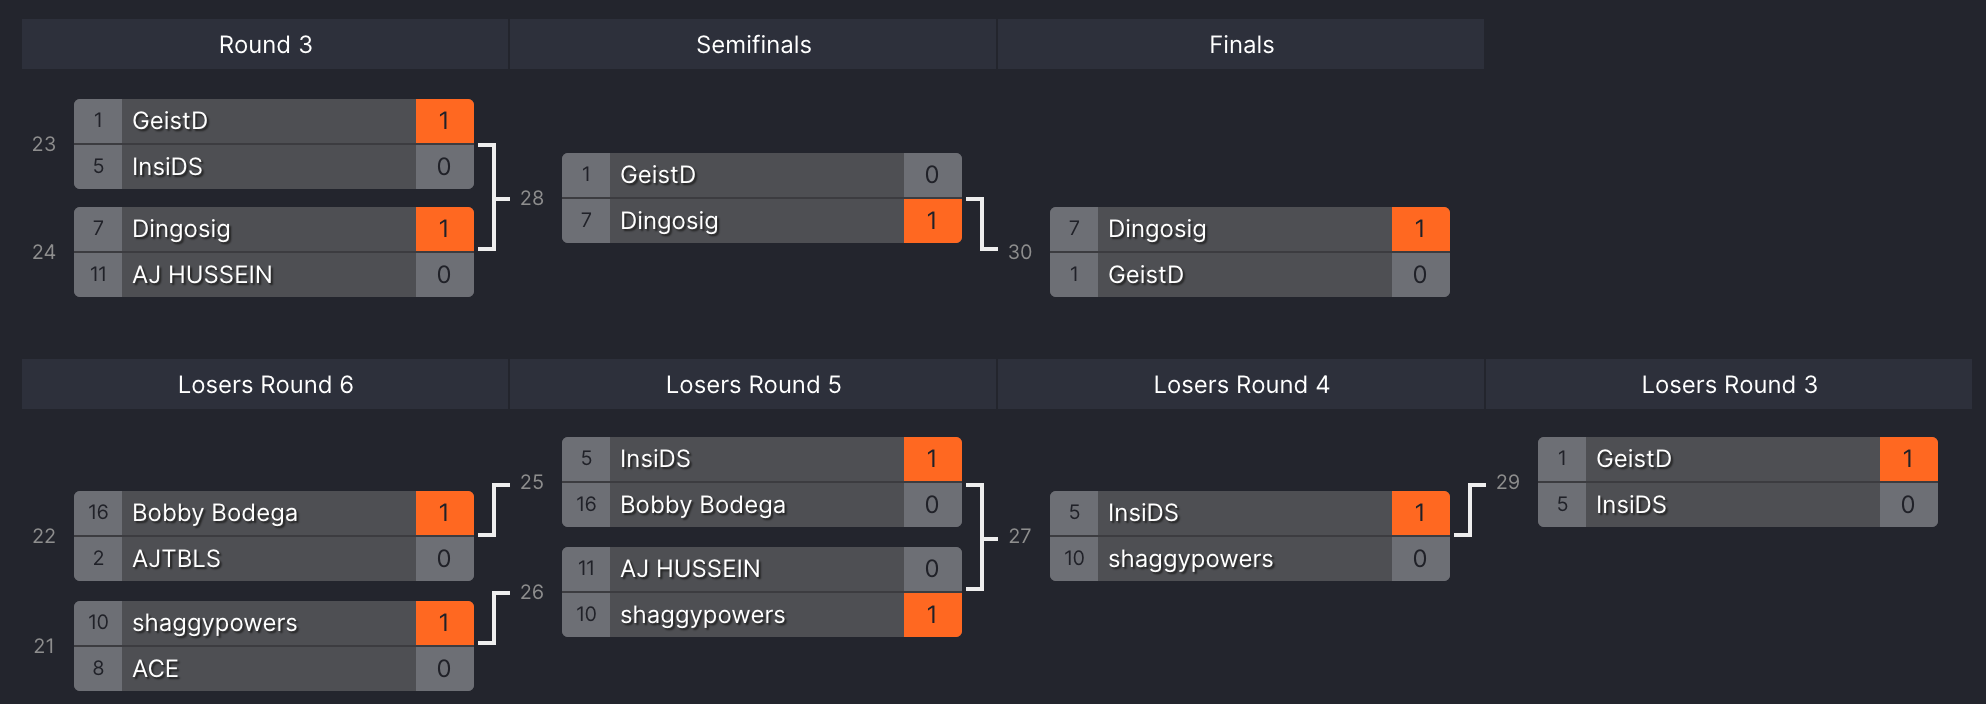 Round 3 Semifinals Finals
23
1 GeistD 1
5 InsiDS 0
24
7 Dingosig 1
11 AJ HUSSEIN 0
28
1 GeistD 0
7 Dingosig 1
30
7 Dingosig 1
1 GeistD 0
Losers Round 6 Losers Round 5 Losers Round 4 Losers Round 3
22
16 Bobby Bodega 1
2 AJTBLS 0
21
10 shaggypowers 1
8 ACE 0
25
5 InsiDS 1
16 Bobby Bodega 0
26
11 AJ HUSSEIN 0
10 shaggypowers 1
27
5 InsiDS 1
10 shaggypowers 0
29
1 GeistD 1
5 InsiDS 0